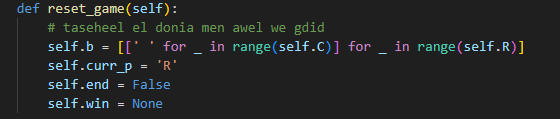 def reset_game(self):
    # taseheel el donia men awel we gdid
    self.b = [[' ' for _ in range(self.C)] for _ in range(self.R)]
    self.curr_p = 'R'
    self.end = False
    self.win = None